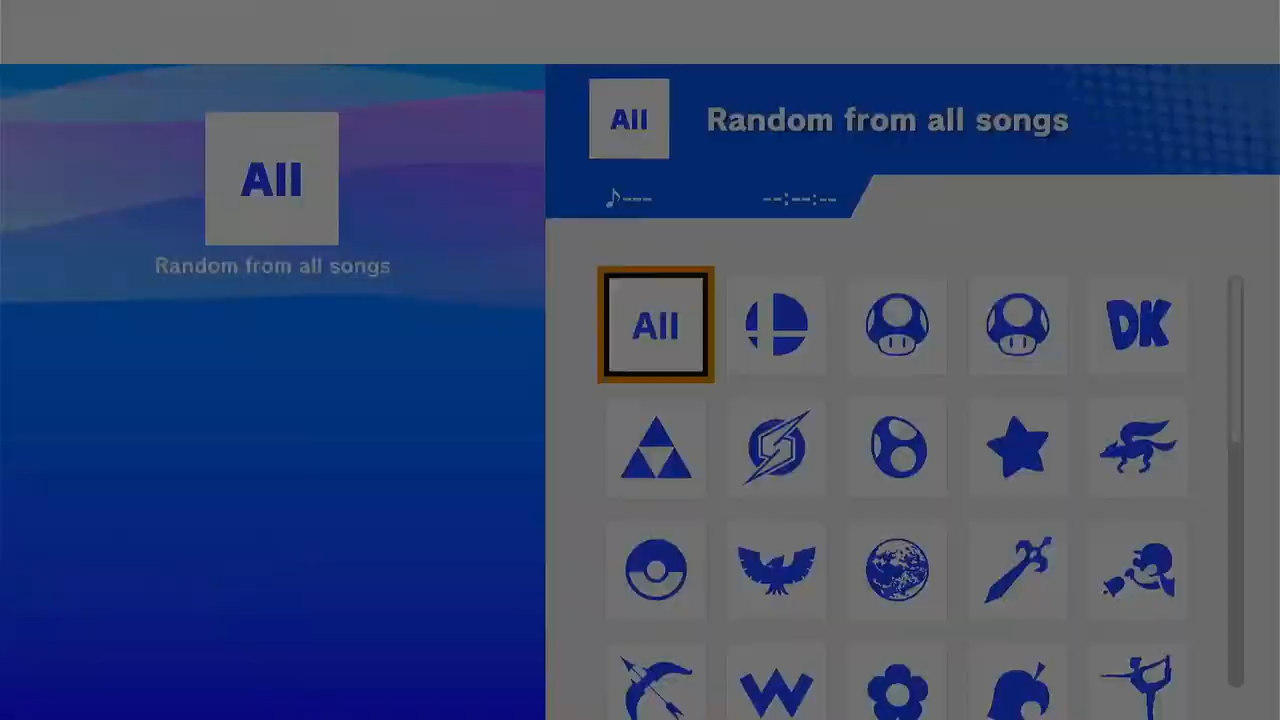 All
Random from all songs
All
Random from all songs
♪---
--:--:--
All
DK
W